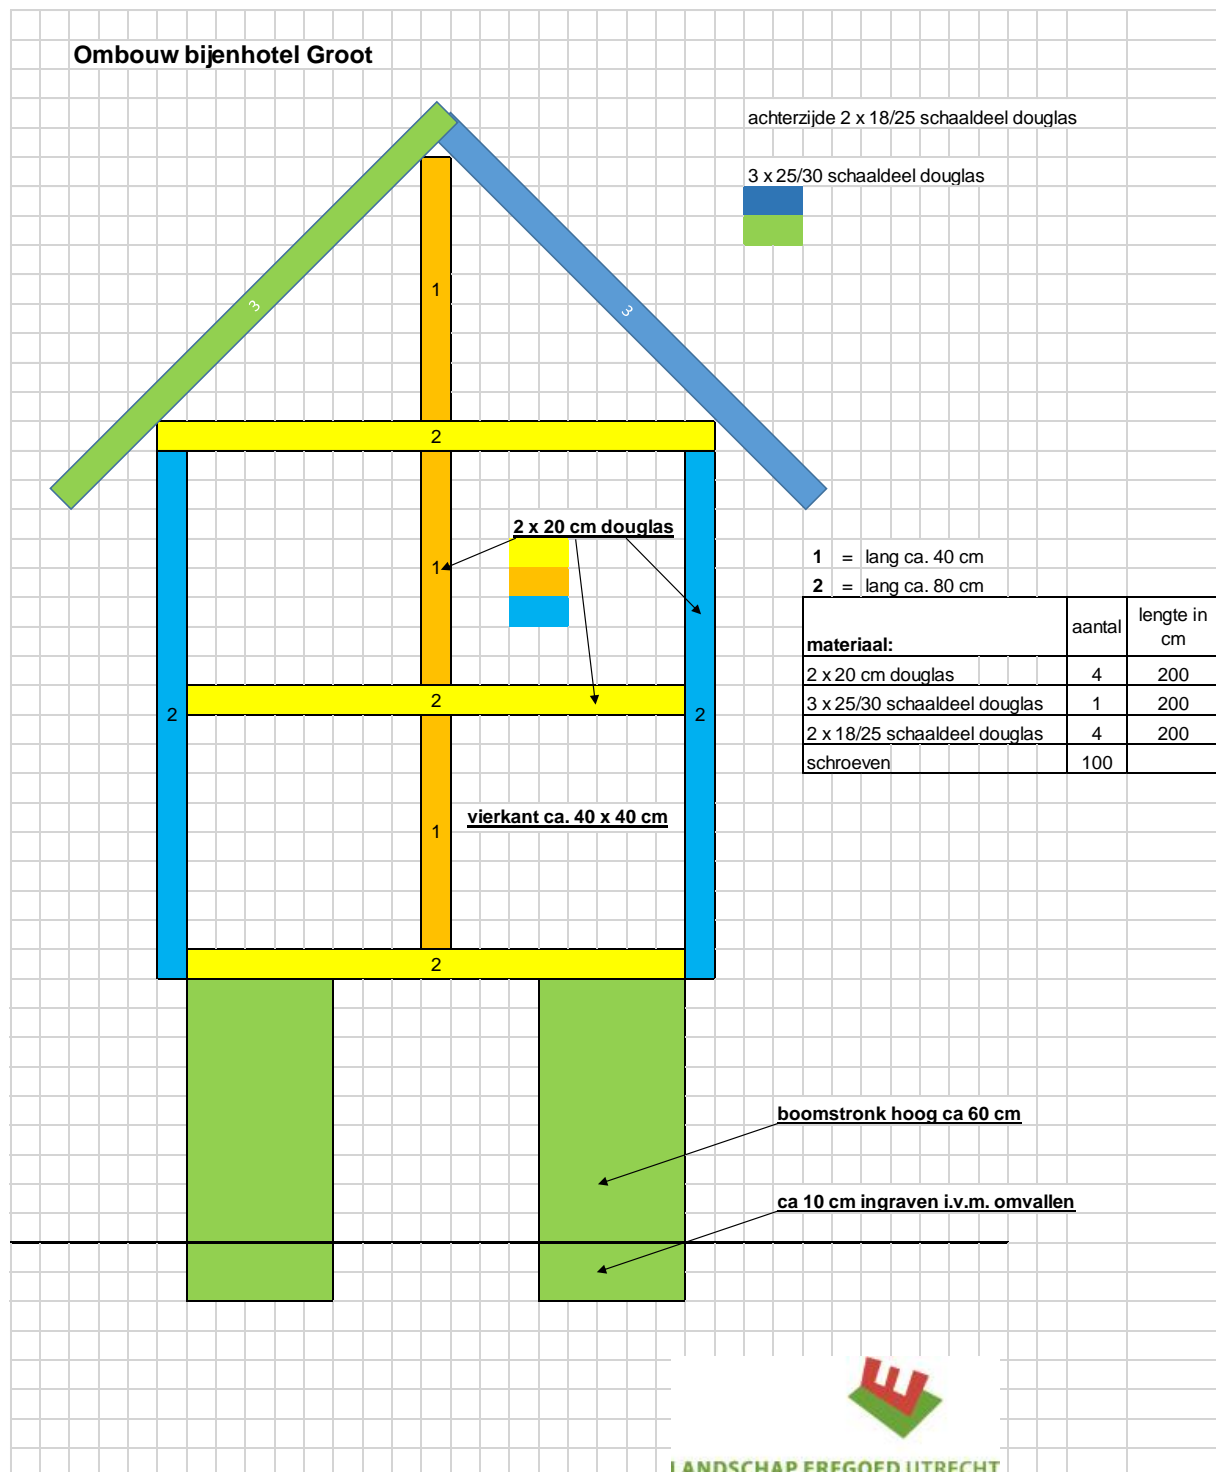 Ombouw bijenhotel Groot
achterzijde 2 x 18/25 schaaldeel douglas
3 x 25/30 schaaldeel douglas
1
3
3
2
2 x 20 cm douglas
1
1 = lang ca. 40 cm
2 = lang ca. 80 cm
materiaal: aantal lengte in cm
2 x 20 cm douglas 4 200
3 x 25/30 schaaldeel douglas 1 200
2 x 18/25 schaaldeel douglas 4 200
schroeven 100
2
2
2
vierkant ca. 40 x 40 cm
1
2
boomstronk hoog ca 60 cm
ca 10 cm ingraven i.v.m. omvallen
LANDSCHAP ERFGOED UTRECHT